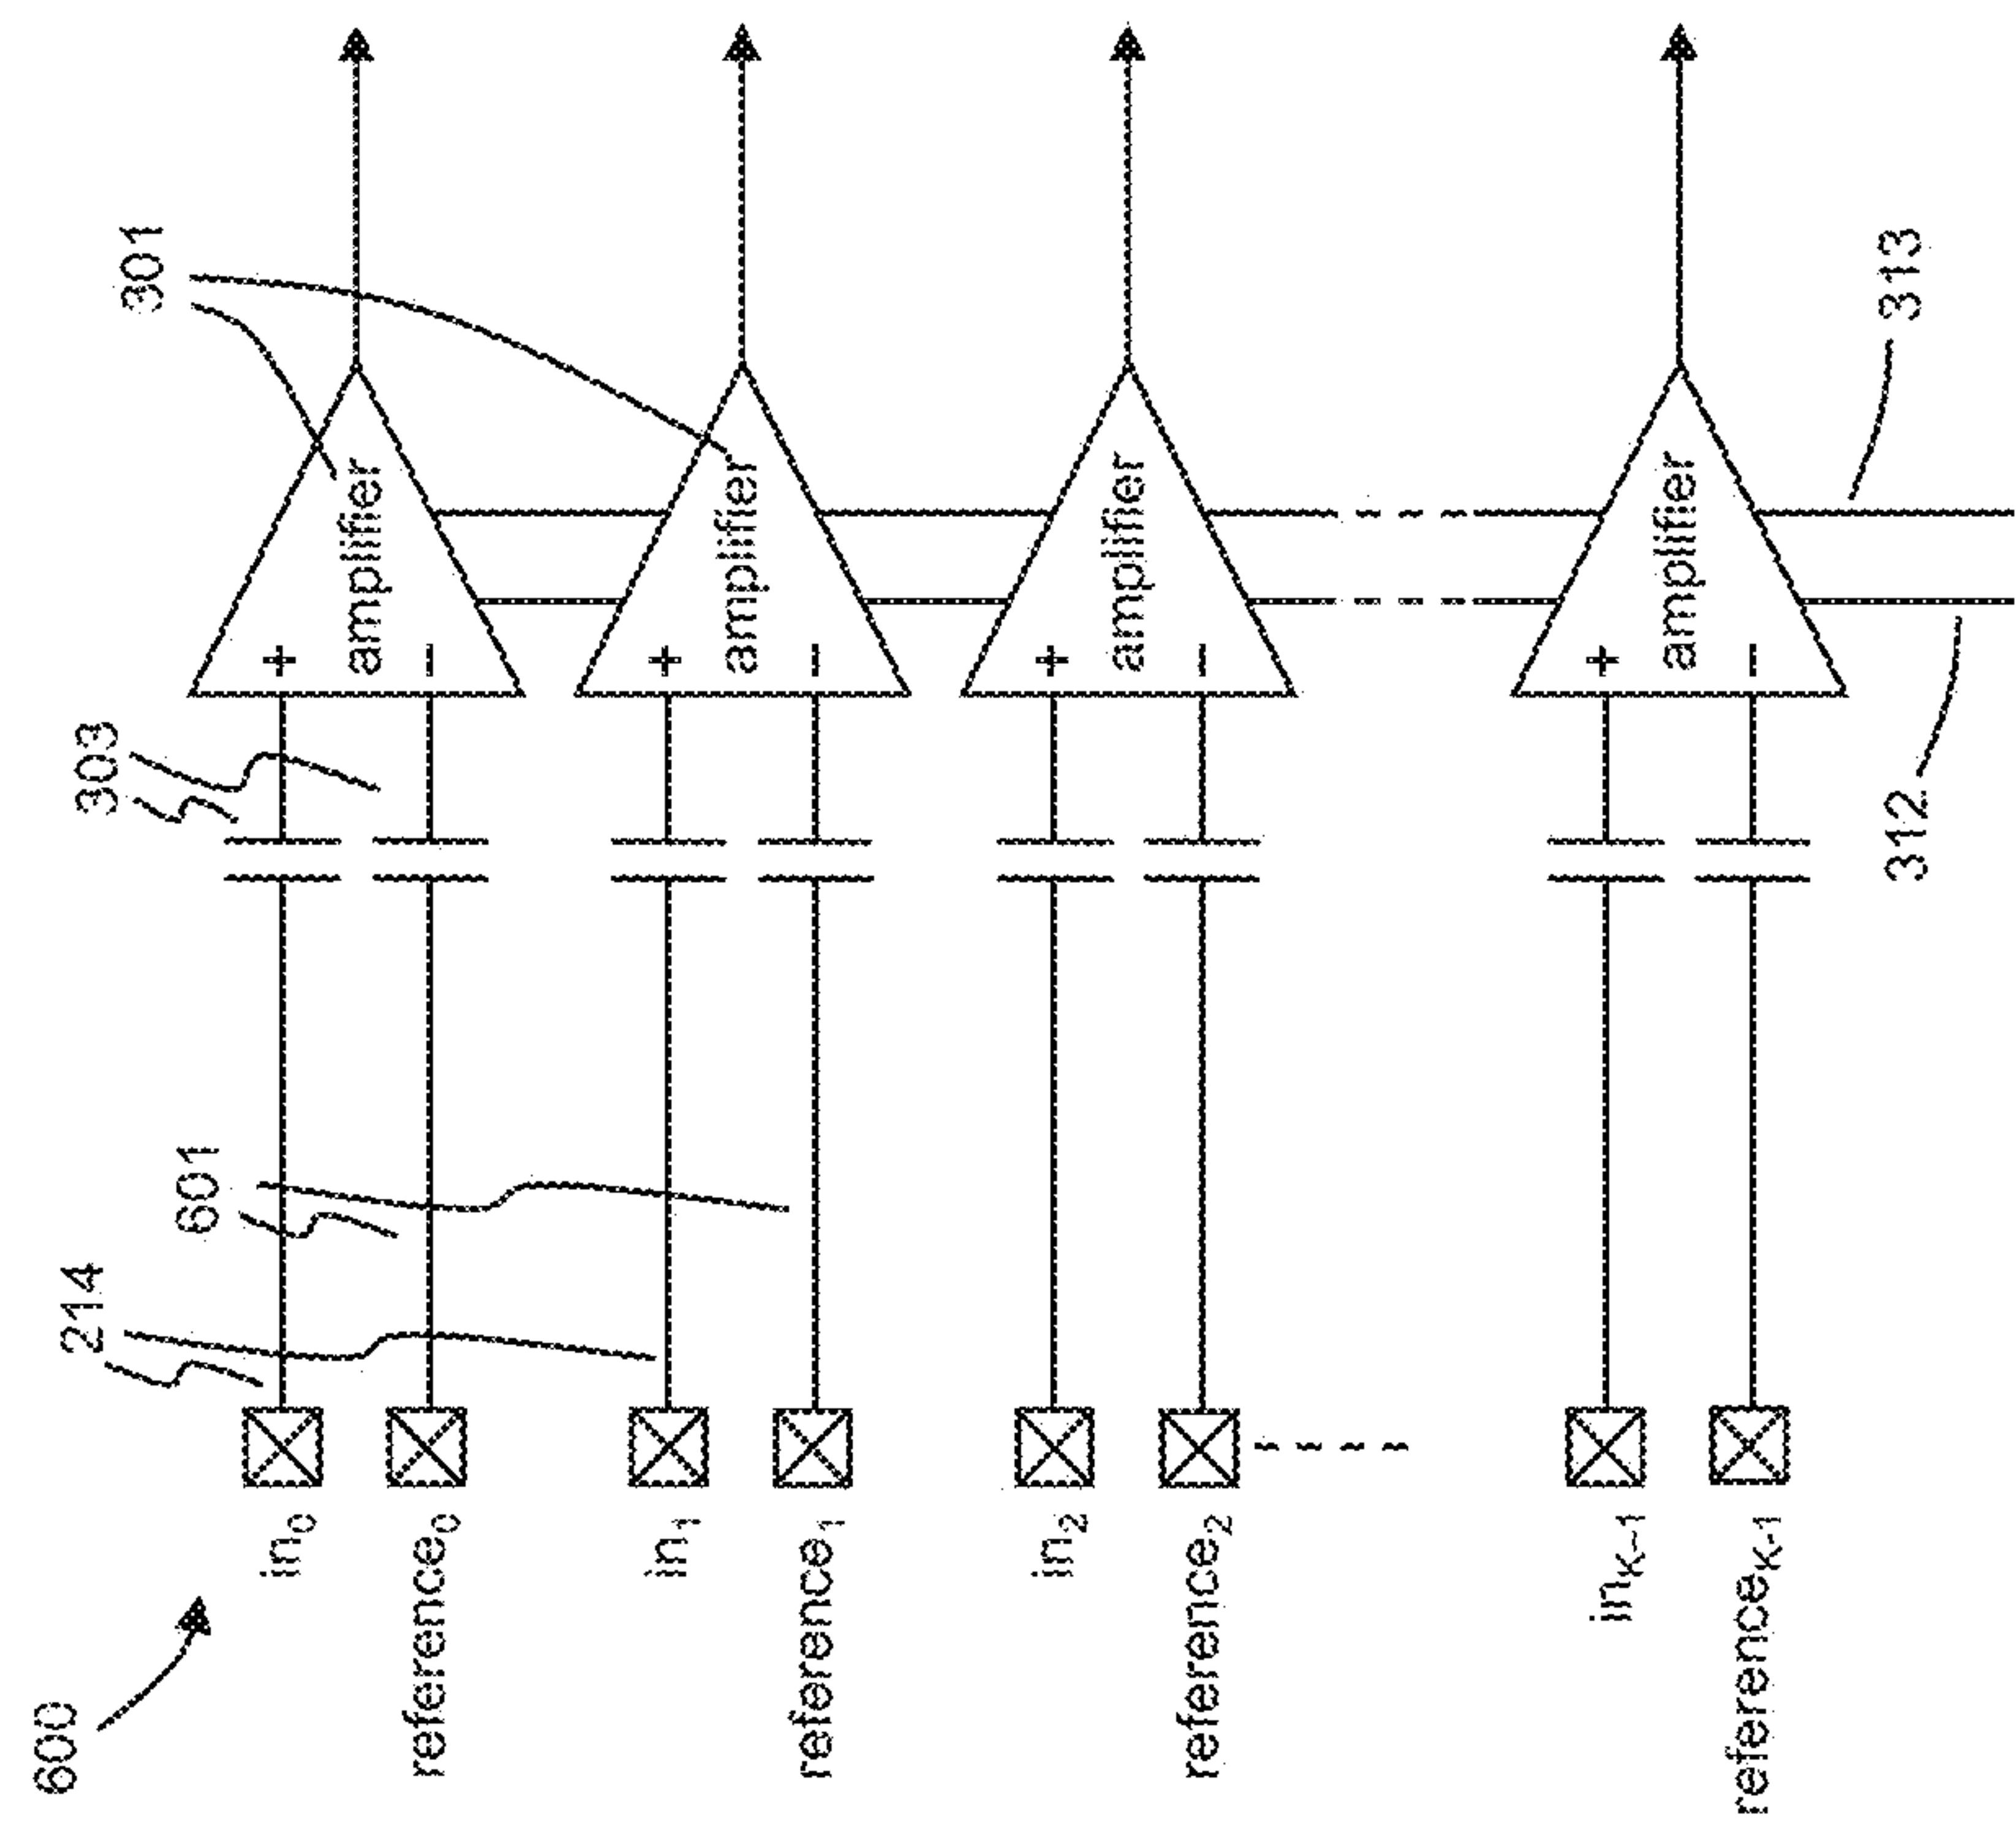 600
in₀
reference₀
in₁
reference₁
in₂
reference₂
inₖ₋₁
referenceₖ₋₁
214
601
303
301
+
amplifier
-
+
amplifier
-
+
amplifier
-
+
amplifier
-
312
313